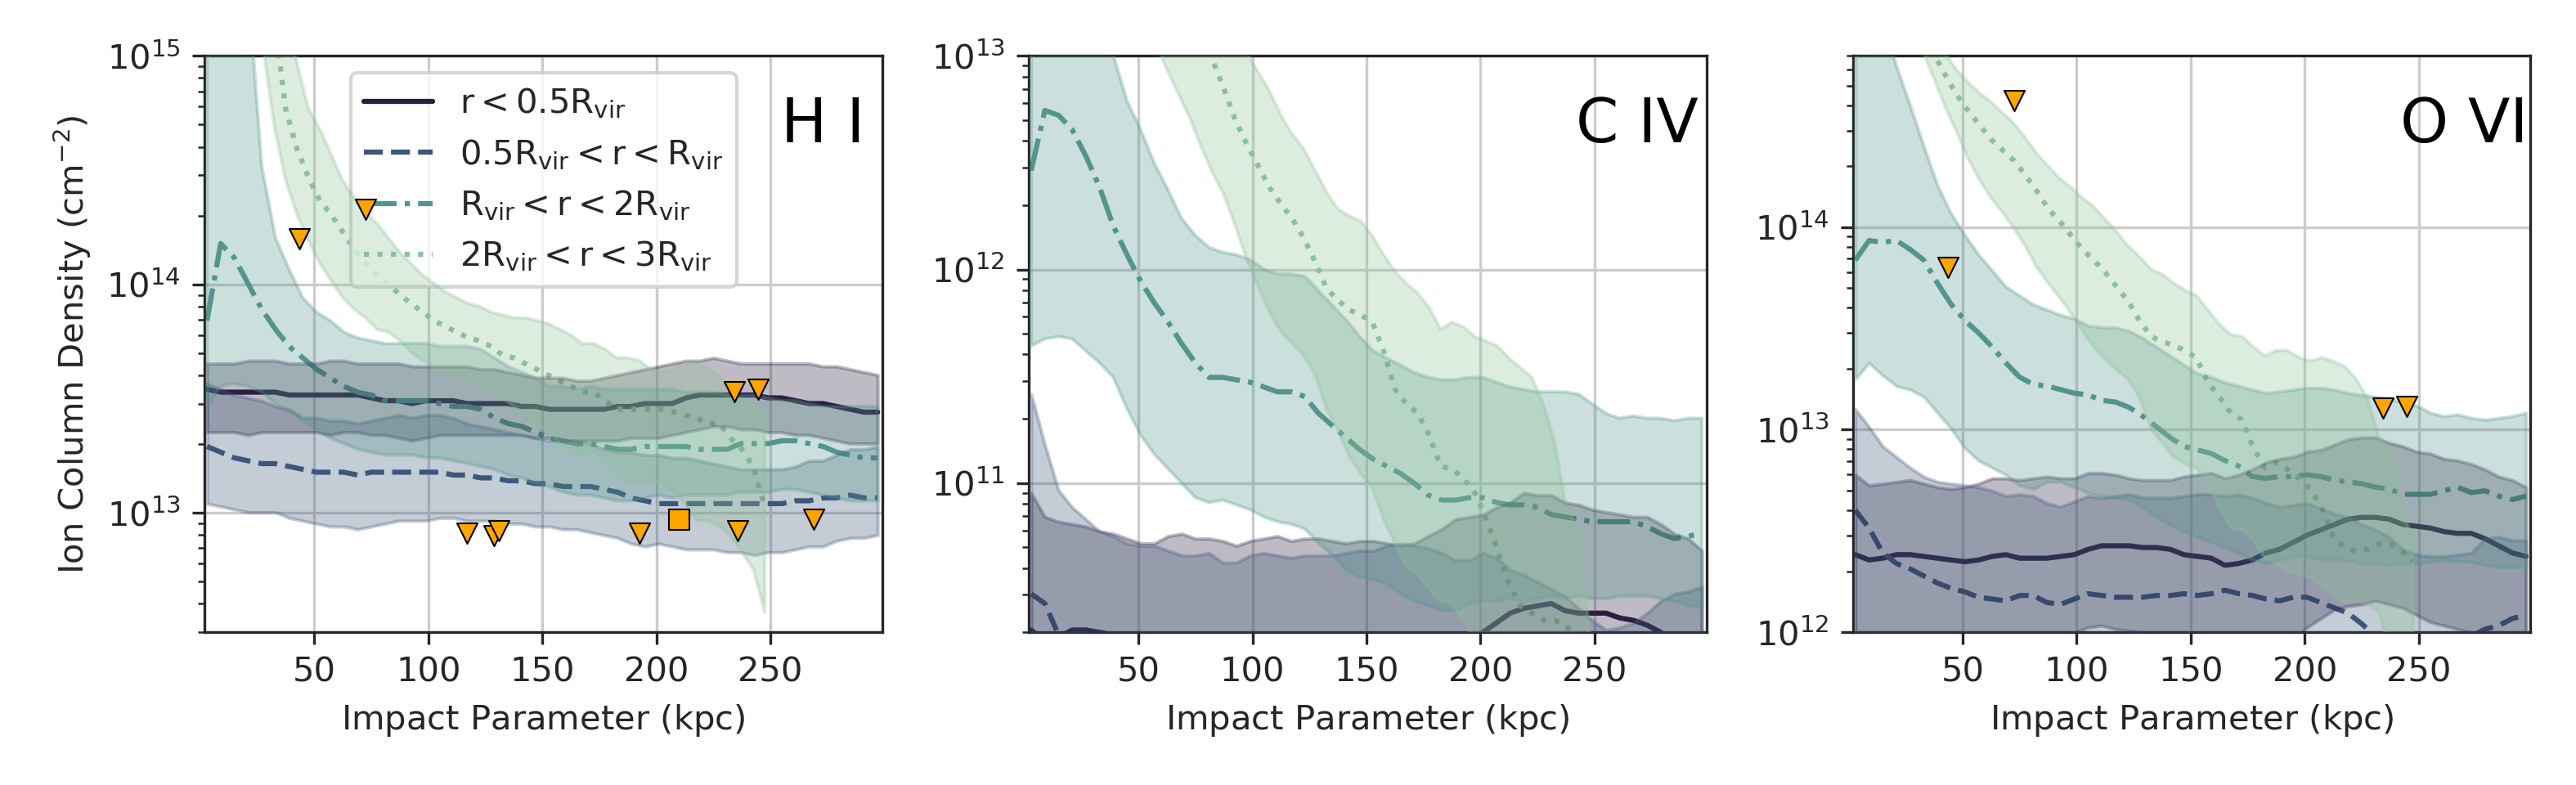 Ion Column Density (cm⁻²)
10¹⁵
10¹⁴
10¹³
r < 0.5Rvir
0.5Rvir < r < Rvir
Rvir < r < 2Rvir
2Rvir < r < 3Rvir
H I
50 100 150 200 250
Impact Parameter (kpc)
10¹³
10¹²
10¹¹
C IV
50 100 150 200 250
Impact Parameter (kpc)
10¹⁴
10¹³
10¹²
O VI
50 100 150 200 250
Impact Parameter (kpc)